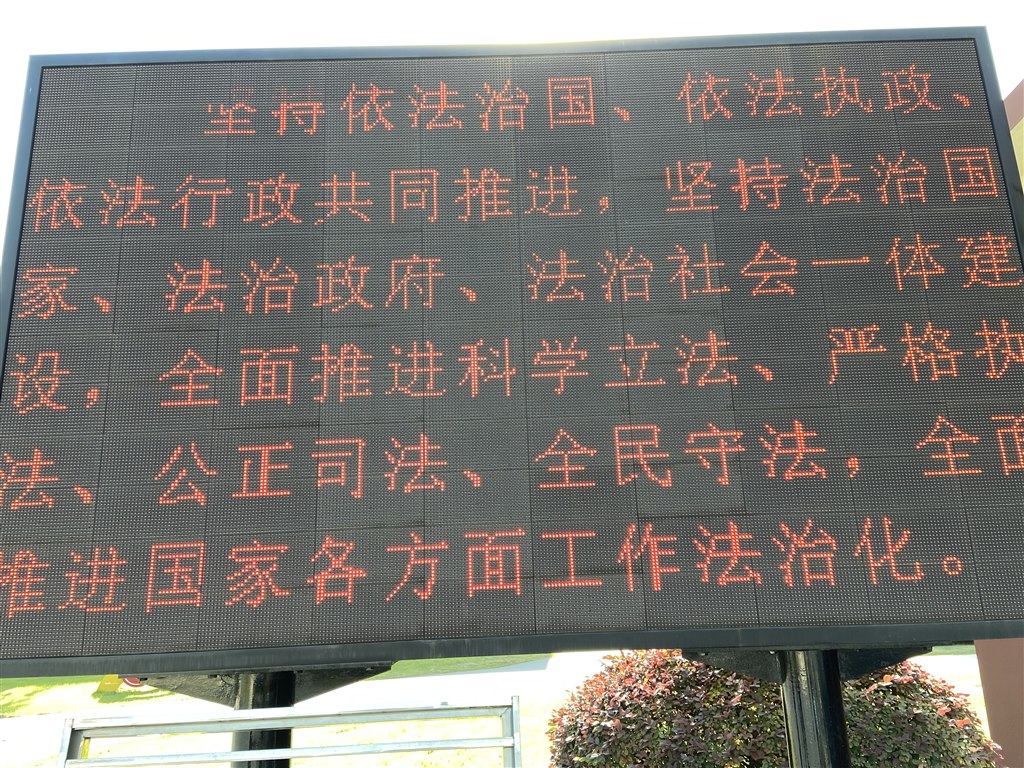 坚持依法治国、依法执政、
依法行政共同推进，坚持法治国
家、法治政府、法治社会一体建
设，全面推进科学立法、严格执
法、公正司法、全民守法，全面
推进国家各方面工作法治化。